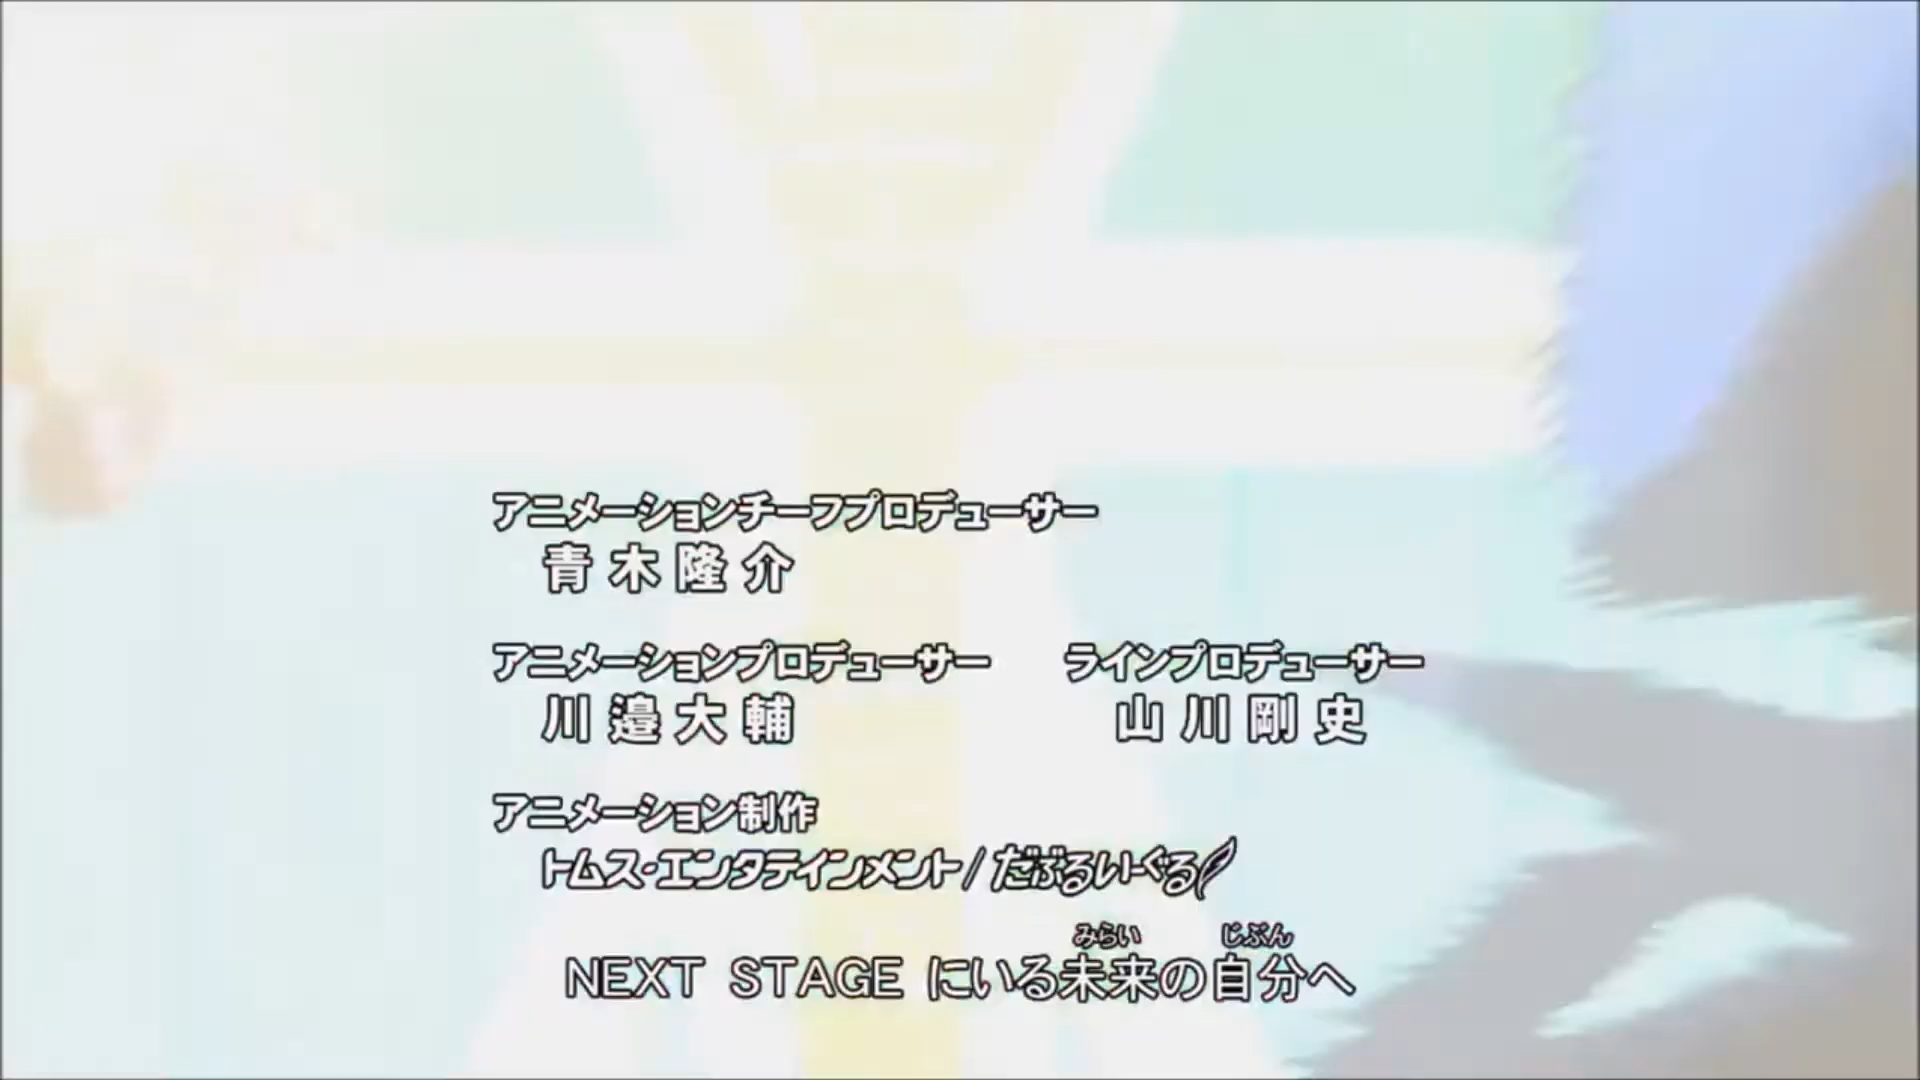 アニメーションチーフプロデューサー
青木隆介
アニメーションプロデューサー
川邉大輔
ラインプロデューサー
山川剛史
アニメーション制作
トムス・エンタテインメント/だぶるいーぐる
みらい じぶん
NEXT STAGE にいる未来の自分へ